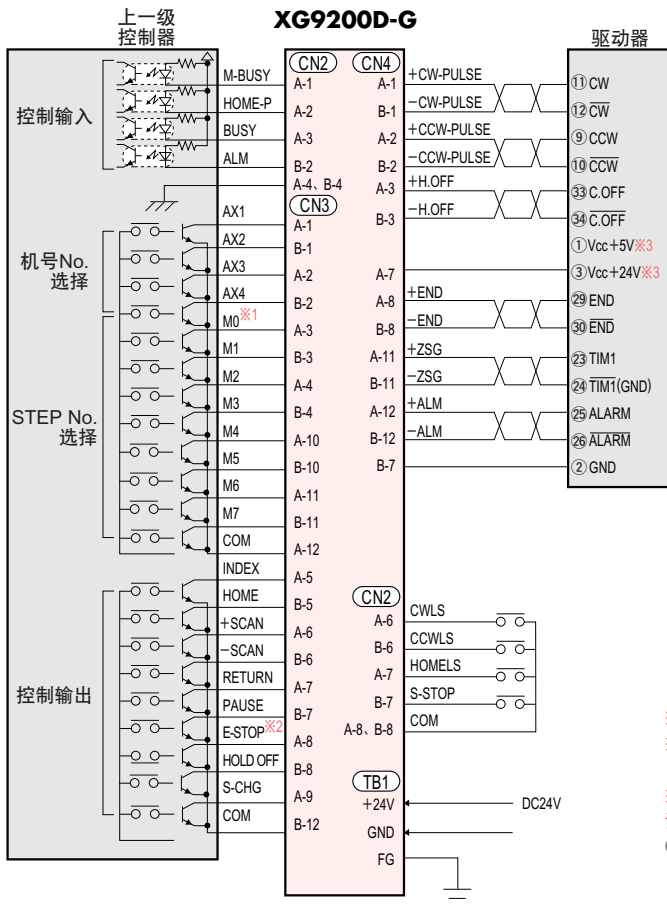 上一级
控制器
XG9200D-G
驱动器
控制输入
M-BUSY
HOME-P
BUSY
ALM
CN2
A-1
A-2
A-3
B-2
A-4、B-4
机号No.
选择
STEP No.
选择
AX1
AX2
AX3
AX4
M0※1
M1
M2
M3
M4
M5
M6
M7
COM
CN3
A-1
B-1
A-2
B-2
A-3
B-3
A-4
B-4
A-10
B-10
A-11
B-11
A-12
控制输出
INDEX
HOME
+SCAN
−SCAN
RETURN
PAUSE
E-STOP※2
HOLD OFF
S-CHG
COM
A-5
B-5
A-6
B-6
A-7
B-7
A-8
B-8
A-9
B-12
CN4
A-1
B-1
A-2
B-2
A-3
B-3
A-7
A-8
B-8
A-11
B-11
A-12
B-12
B-7
+CW-PULSE
−CW-PULSE
+CCW-PULSE
−CCW-PULSE
+H.OFF
−H.OFF
+END
−END
+ZSG
−ZSG
+ALM
−ALM
⑪CW
⑫C̅W̅
⑨CCW
⑩C̅C̅W̅
㉝C.OFF
㉞C̅.̅O̅F̅F̅
①Vcc+5V※3
③Vcc+24V※3
㉙END
㉚E̅N̅D̅
㉓TIM1
㉔T̅I̅M̅1̅(GND)
㉕ALARM
㉖A̅L̅A̅R̅M̅
②GND
CN2
A-6
B-6
A-7
B-7
A-8、B-8
CWLS
CCWLS
HOMELS
S-STOP
COM
TB1
+24V
GND
FG
DC24V